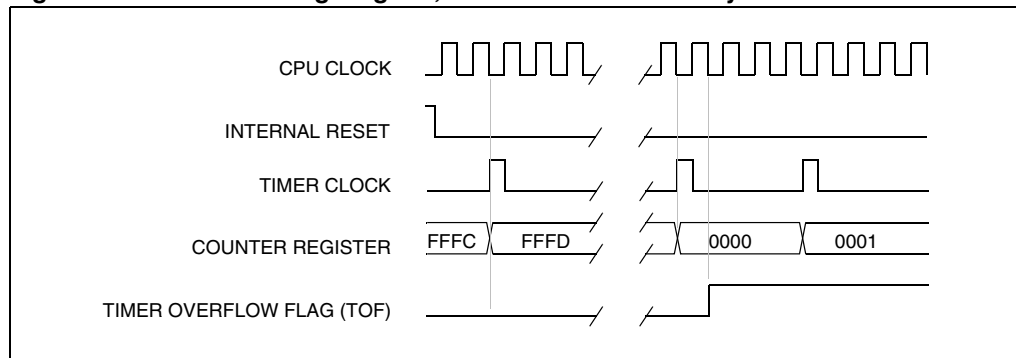 CPU CLOCK
INTERNAL RESET
TIMER CLOCK
COUNTER REGISTER FFFC FFFD 0000 0001
TIMER OVERFLOW FLAG (TOF)